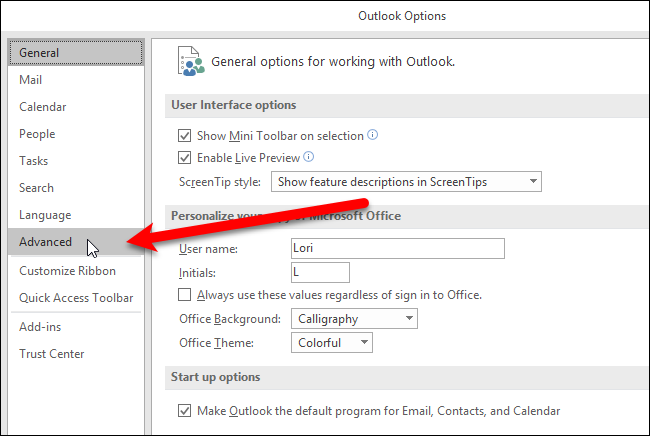 Outlook Options
General
Mail
Calendar
People
Tasks
Search
Language
Advanced
Customize Ribbon
Quick Access Toolbar
Add-ins
Trust Center
General options for working with Outlook.
User Interface options
Show Mini Toolbar on selection
Enable Live Preview
ScreenTip style: Show feature descriptions in ScreenTips
Personalize your copy of Microsoft Office
User name: Lori
Initials: L
Always use these values regardless of sign in to Office.
Office Background: Calligraphy
Office Theme: Colorful
Start up options
Make Outlook the default program for Email, Contacts, and Calendar